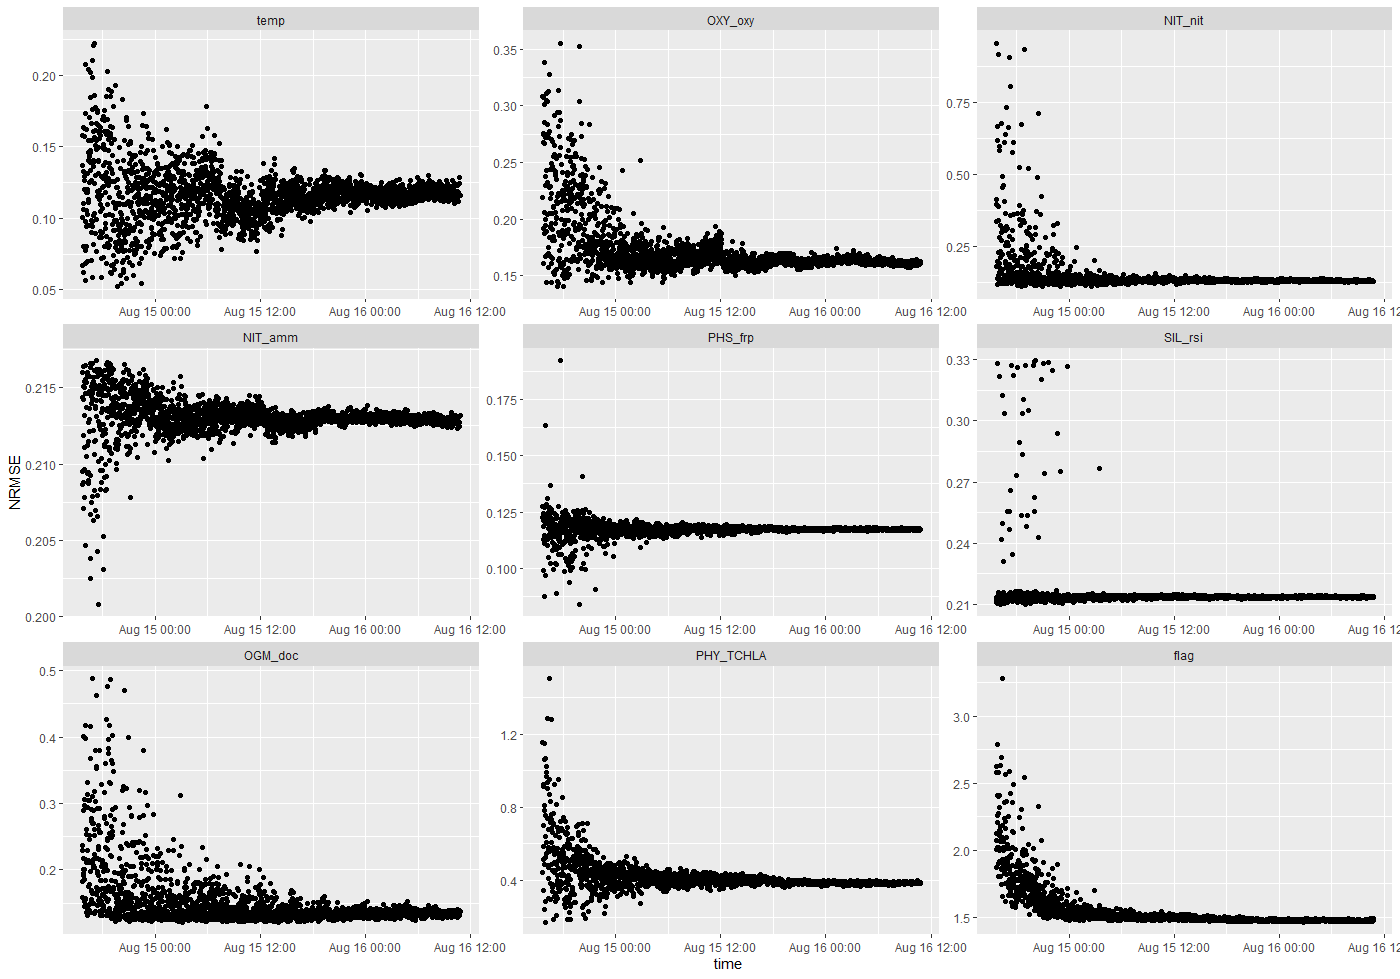 temp
OXY_oxy
NIT_nit
0.20
0.15
0.10
0.05
0.35
0.30
0.25
0.20
0.15
0.75
0.50
0.25
Aug 15 00:00 Aug 15 12:00 Aug 16 00:00 Aug 16 12:00
Aug 15 00:00 Aug 15 12:00 Aug 16 00:00 Aug 16 12:00
Aug 15 00:00 Aug 15 12:00 Aug 16 00:00 Aug 16 12
NIT_amm
PHS_frp
SIL_rsi
NRMSE
0.215
0.210
0.205
0.200
0.175
0.150
0.125
0.100
0.33
0.30
0.27
0.24
0.21
Aug 15 00:00 Aug 15 12:00 Aug 16 00:00 Aug 16 12:00
Aug 15 00:00 Aug 15 12:00 Aug 16 00:00 Aug 16 12:00
Aug 15 00:00 Aug 15 12:00 Aug 16 00:00 Aug 16 12
OGM_doc
PHY_TCHLA
flag
0.5
0.4
0.3
0.2
1.2
0.8
0.4
3.0
2.5
2.0
1.5
Aug 15 00:00 Aug 15 12:00 Aug 16 00:00 Aug 16 12:00
Aug 15 00:00 Aug 15 12:00 Aug 16 00:00 Aug 16 12:00
Aug 15 00:00 Aug 15 12:00 Aug 16 00:00 Aug 16 12
time